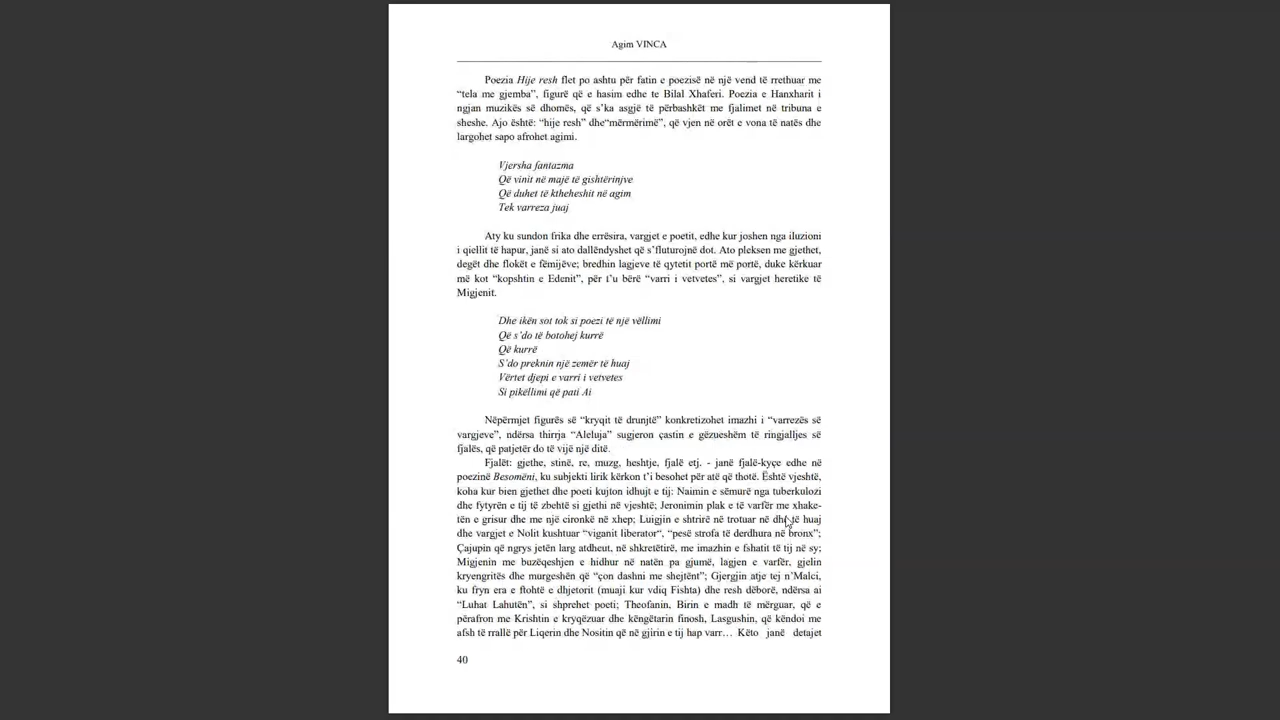 Agim VINCA
Poezia Hije resh flet po ashtu për fatin e poezisë në një vend të rrethuar me
“tela me gjemba”, figurë që e hasim edhe te Bilal Xhaferi. Poezia e Hanxharit i
ngjan muzikës së dhomës, që s’ka asgjë të përbashkët me fjalimet në tribuna e
sheshe. Ajo është: “hije resh” dhe“mërmërimë”, që vjen në orët e vona të natës dhe
largohet sapo afrohet agimi.
Vjersha fantazma
Që vinit në majë të gishtërinjve
Që duhet të ktheheshit në agim
Tek varreza juaj
Aty ku sundon frika dhe errësira, vargjet e poetit, edhe kur joshen nga iluzioni
i qiellit të hapur, janë si ato dallëndyshet që s’fluturojnë dot. Ato pleksen me gjethet,
degët dhe flokët e fëmijëve; bredhin lagjeve të qytetit portë më portë, duke kërkuar
më kot “kopshtin e Edenit”, për t’u bërë “varri i vetvetes”, si vargjet heretike të
Migjenit.
Dhe ikën sot tok si poezi të një vëllimi
Që s’do të botohej kurrë
Që kurrë
S’do preknin një zemër të huaj
Vërtet djepi e varri i vetvetes
Si pikëllimi që pati Ai
Nëpërmjet figurës së “kryqit të drunjtë” konkretizohet imazhi i “varrezës së
vargjeve”, ndërsa thirrja “Aleluja” sugjeron çastin e gëzueshëm të ringjalljes së
fjalës, që patjetër do të vijë një ditë.
Fjalët: gjethe, stinë, re, muzg, heshtje, fjalë etj. - janë fjalë-kyçe edhe në
poezinë Besomëni, ku subjekti lirik kërkon t’i besohet për atë që thotë. Është vjeshtë,
koha kur bien gjethet dhe poeti kujton idhujt e tij: Naimin e sëmurë nga tuberkulozi
dhe fytyrën e tij të zbehtë si gjethi në vjeshtë; Jeronimin plak e të varfër me xhake-
tën e grisur dhe me një cironkë në xhep; Luigjin e shtrirë në trotuar në dhe të huaj
dhe vargjet e Nolit kushtuar “viganit liberator“, “pesë strofa të derdhura në bronx”;
Çajupin që ngrys jetën larg atdheut, në shkretëtirë, me imazhin e fshatit të tij në sy;
Migjenin me buzëqeshjen e hidhur në natën pa gjumë, lagjen e varfër, gjelin
kryengritës dhe murgeshën që “çon dashni me shejtënt”; Gjergjin atje tej n’Malci,
ku fryn era e ftohtë e dhjetorit (muaji kur vdiq Fishta) dhe resh dëborë, ndërsa ai
“Luhat Lahutën”, si shprehet poeti; Theofanin, Birin e madh të mërguar, që e
përafron me Krishtin e kryqëzuar dhe këngëtarin finosh, Lasgushin, që këndoi me
afsh të rrallë për Liqerin dhe Nositin që në gjirin e tij hap varr… Këto janë detajet
40